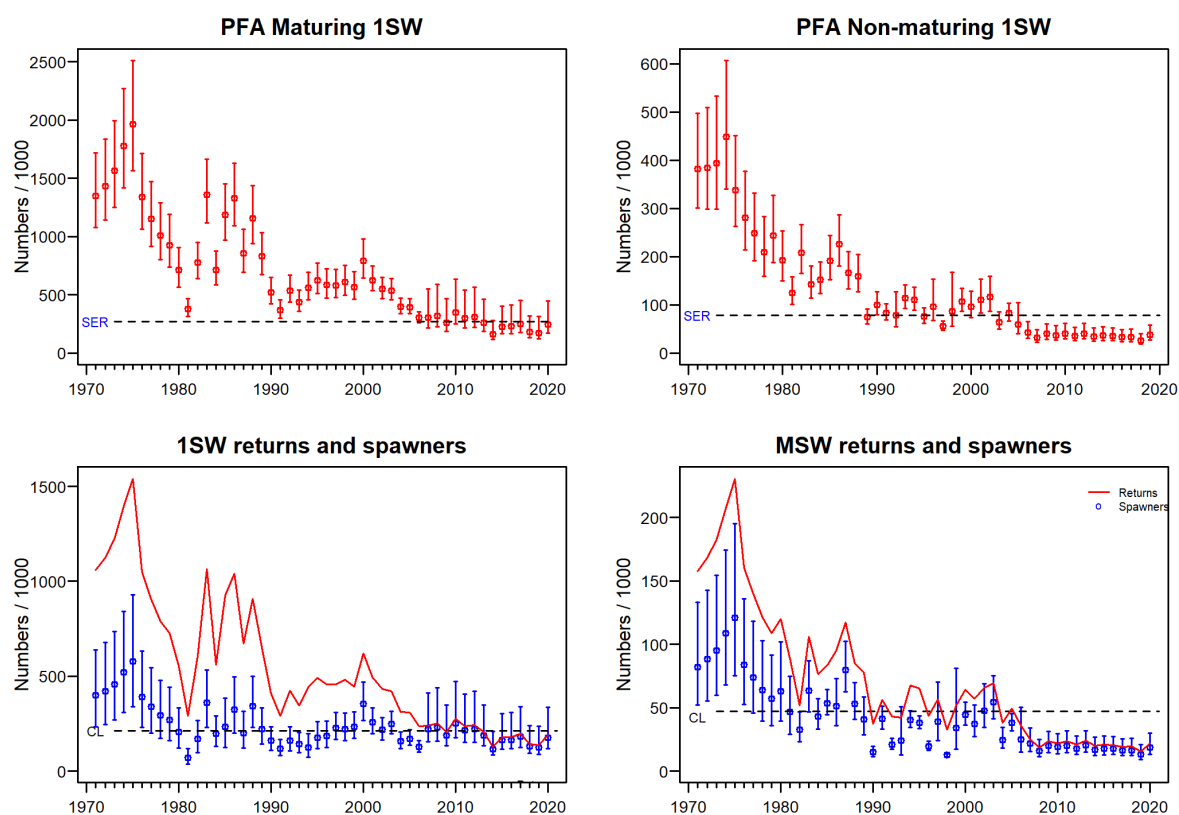 PFA Maturing 1SW
Numbers / 1000
2500
2000
1500
1000
500
0
SER
1970 1980 1990 2000 2010 2020
PFA Non-maturing 1SW
Numbers / 1000
600
500
400
300
200
100
0
SER
1970 1980 1990 2000 2010 2020
1SW returns and spawners
Numbers / 1000
1500
1000
500
0
CL
1970 1980 1990 2000 2010 2020
MSW returns and spawners
Numbers / 1000
200
150
100
50
0
CL
Returns
Spawners
1970 1980 1990 2000 2010 2020